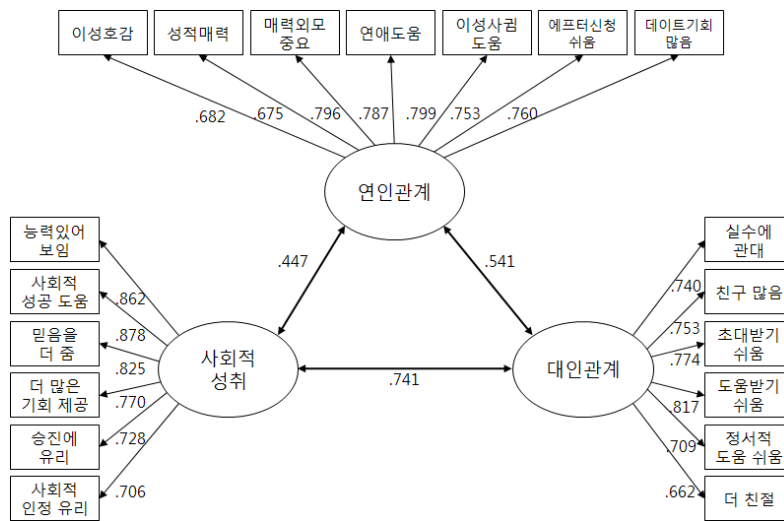 이성호감
성적매력
매력외모
중요
연애도움
이성사귐
도움
에프터신청
쉬움
데이트기회
많음
.682
.675
.796
.787
.799
.753
.760
연인관계
.447
.541
능력있어
보임
사회적
성공 도움
믿음을
더 줌
더 많은
기회 제공
승진에
유리
사회적
인정 유리
.862
.878
.825
.770
.728
.706
사회적
성취
.741
대인관계
.740
.753
.774
.817
.709
.662
실수에
관대
친구 많음
초대받기
쉬움
도움받기
쉬움
정서적
도움 쉬움
더 친절